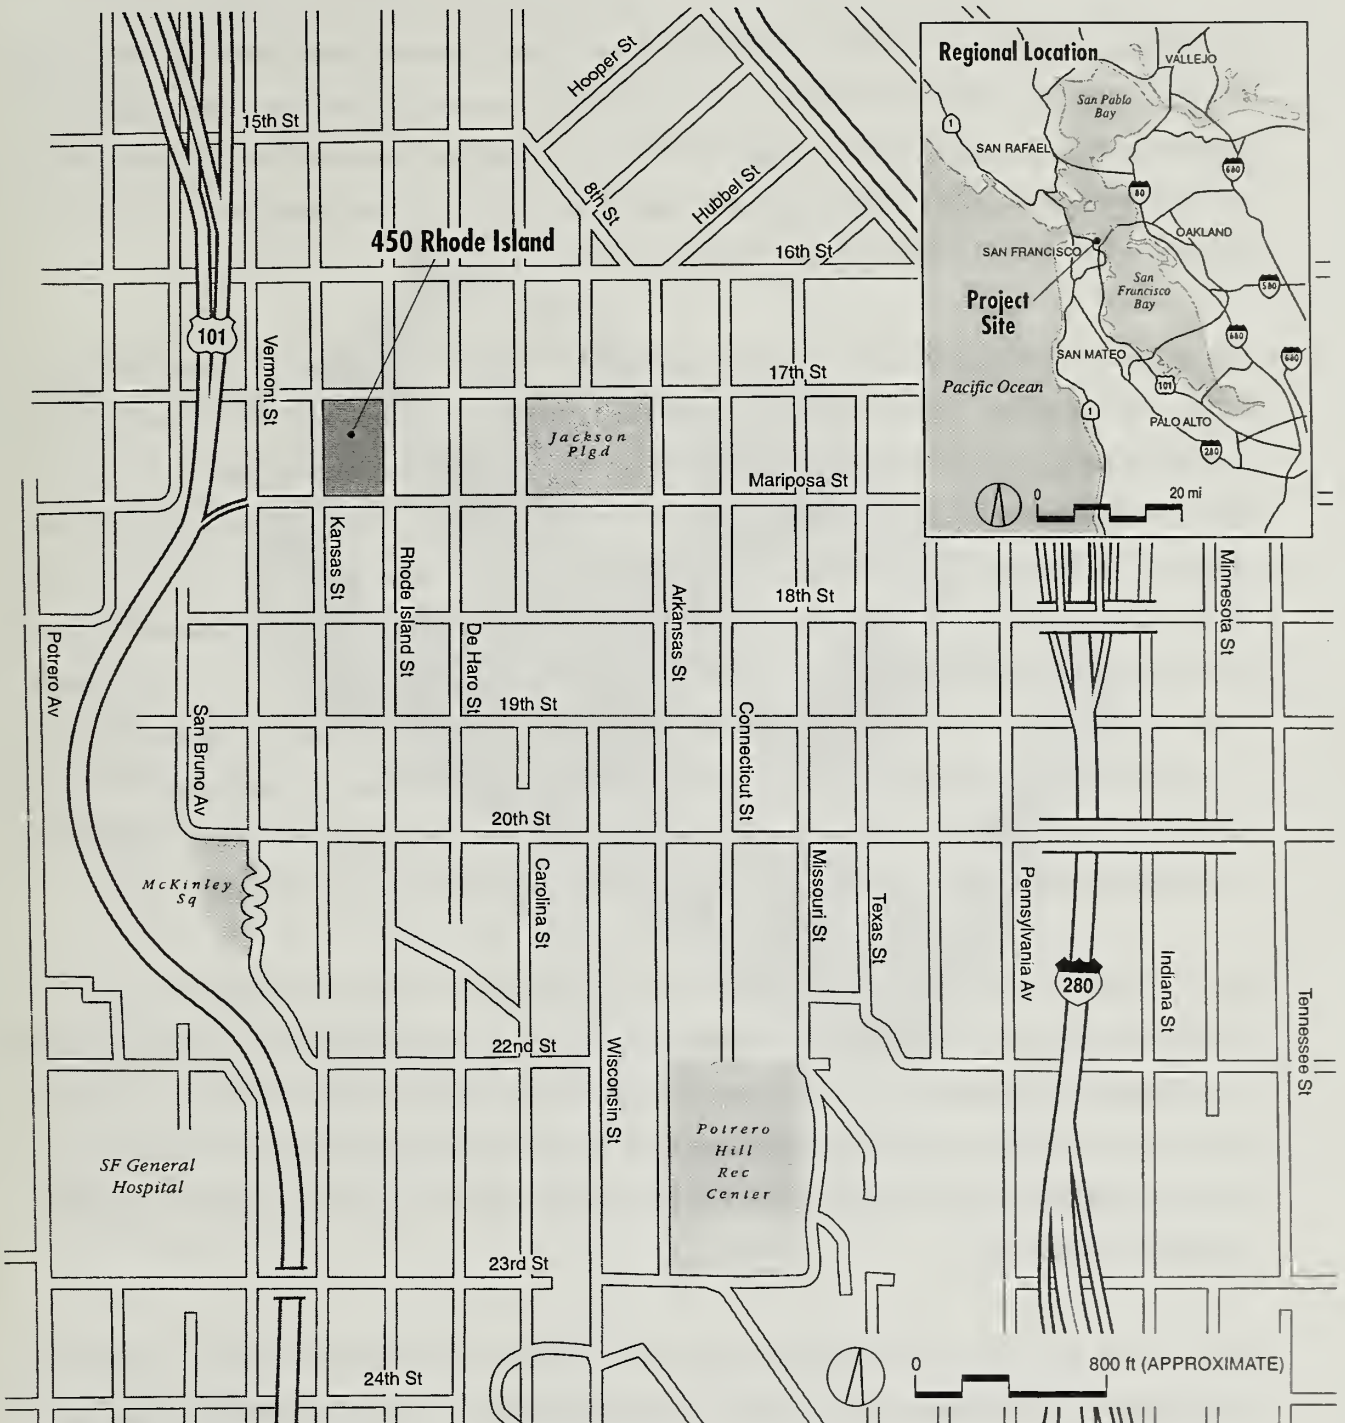 Regional Location
VALLEJO
San Pablo
Bay
1
SAN RAFAEL
680
80
OAKLAND
SAN FRANCISCO
San
Francisco
Bay
580
Project
Site
680
SAN MATEO
680
101
Pacific Ocean
1
PALO ALTO
280
0
20 mi
Hooper St
15th St
8th St
Hubbel St
450 Rhode Island
16th St
101
Vermont St
17th St
Jackson
Plgd
Mariposa St
Kansas St
Rhode Island St
Minnesota St
18th St
Arkansas St
De Haro St
Potrero Av
19th St
San Bruno Av
Connecticut St
20th St
McKinley
Sq
Carolina St
Missouri St
Texas St
Pennsylvania Av
Indiana St
280
Tennessee St
22nd St
Wisconsin St
Potrero
Hill
Rec
Center
SF General
Hospital
23rd St
24th St
0
800 ft (APPROXIMATE)